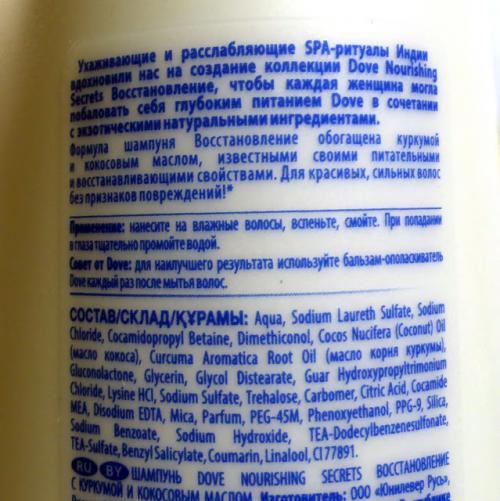 Ухаживающие и расслабляющие SPA-ритуалы Индии
вдохновили нас на создание коллекции Dove Nourishing
Secrets Восстановление, чтобы каждая женщина могла
побаловать себя глубоким питанием Dove в сочетании
с экзотическими натуральными ингредиентами.
Формула шампуня Восстановление обогащена куркумой
и кокосовым маслом, известными своими питательными
и восстанавливающими свойствами. Для красивых, сильных волос
без признаков повреждений!*
Применение: нанесите на влажные волосы, вспеньте, смойте. При попадании
в глаза тщательно промойте водой.
Совет от Dove: для наилучшего результата используйте бальзам-ополаскиватель
Dove каждый раз после мытья волос.
СОСТАВ/СКЛАД/ҚҰРАМЫ: Aqua, Sodium Laureth Sulfate, Sodium
Chloride, Cocamidopropyl Betaine, Dimethiconol, Cocos Nucifera (Coconut) Oil
(масло кокоса), Curcuma Aromatica Root Oil (масло корня куркумы),
Gluconolactone, Glycerin, Glycol Distearate, Guar Hydroxypropyltrimonium
Chloride, Lysine HCl, Sodium Sulfate, Trehalose, Carbomer, Citric Acid, Cocamide
MEA, Disodium EDTA, Mica, Parfum, PEG-45M, Phenoxyethanol, PPG-9, Silica,
Sodium Benzoate, Sodium Hydroxide, TEA-Dodecylbenzenesulfonate,
TEA-Sulfate, Benzyl Salicylate, Coumarin, Linalool, CI 77891.
RU BY ШАМПУНЬ DOVE NOURISHING SECRETS ВОССТАНОВЛЕНИЕ
С КУРКУМОЙ И КОКОСОВЫМ МАСЛОМ. Изготовитель: ООО «Юнилевер Русь»,